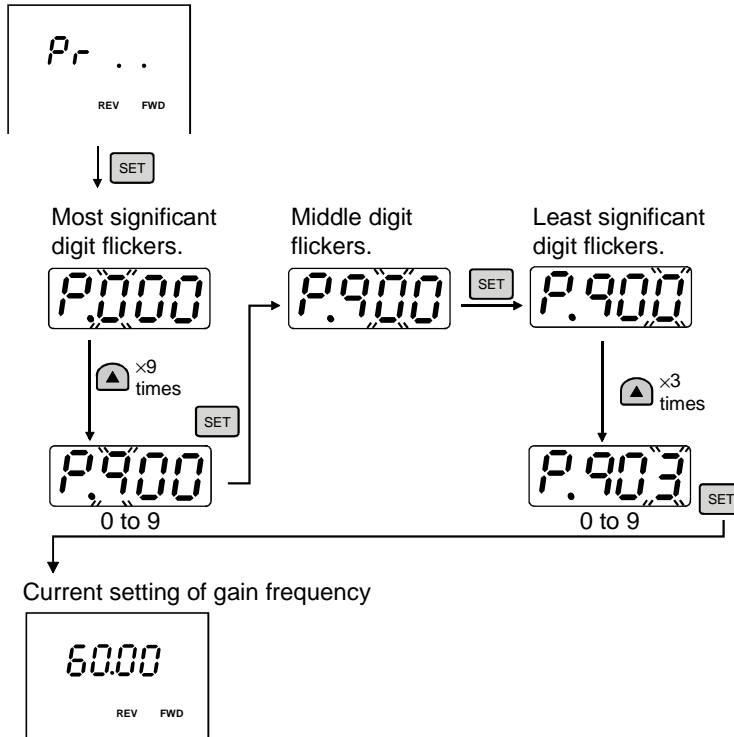 Pr . .
REV FWD
SET
Most significant
digit flickers.
Middle digit
flickers.
Least significant
digit flickers.
P.000
P.900
SET
P.900
▲ ×9
times
▲ ×3
times
SET
P.900
P.903
SET
0 to 9
0 to 9
Current setting of gain frequency
60.00
REV FWD